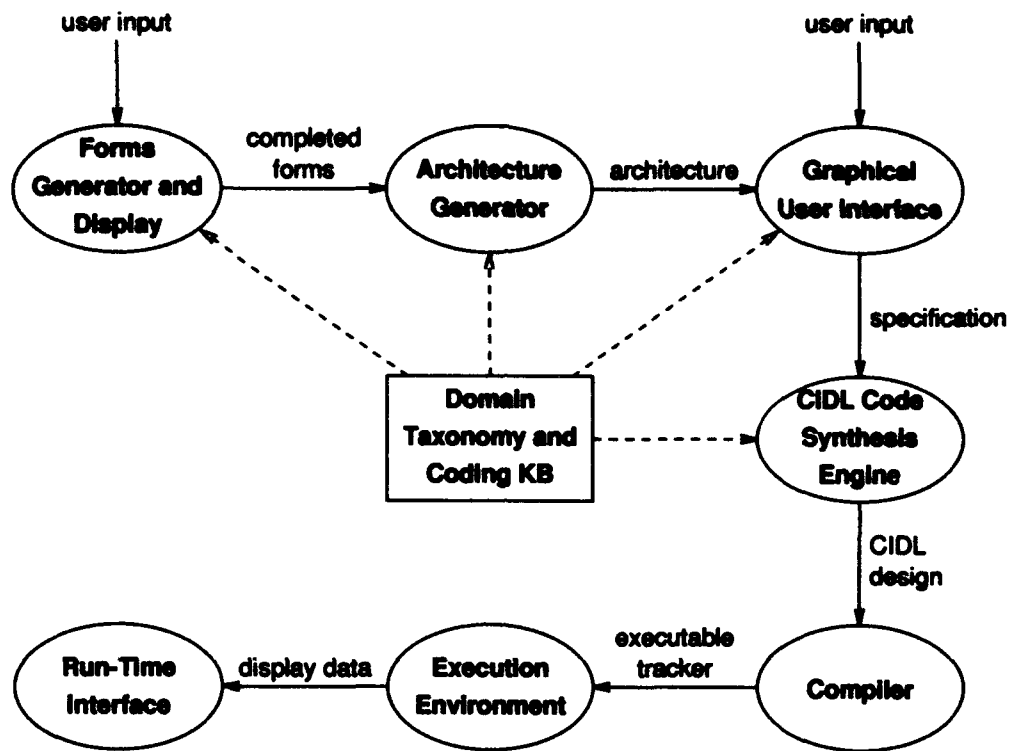 user input
user input
Forms
Generator and
Display
completed
forms
Architecture
Generator
architecture
Graphical
User Interface
specification
Domain
Taxonomy and
Coding KB
CIDL Code
Synthesis
Engine
CIDL
design
Run-Time
Interface
display data
Execution
Environment
executable
tracker
Compiler